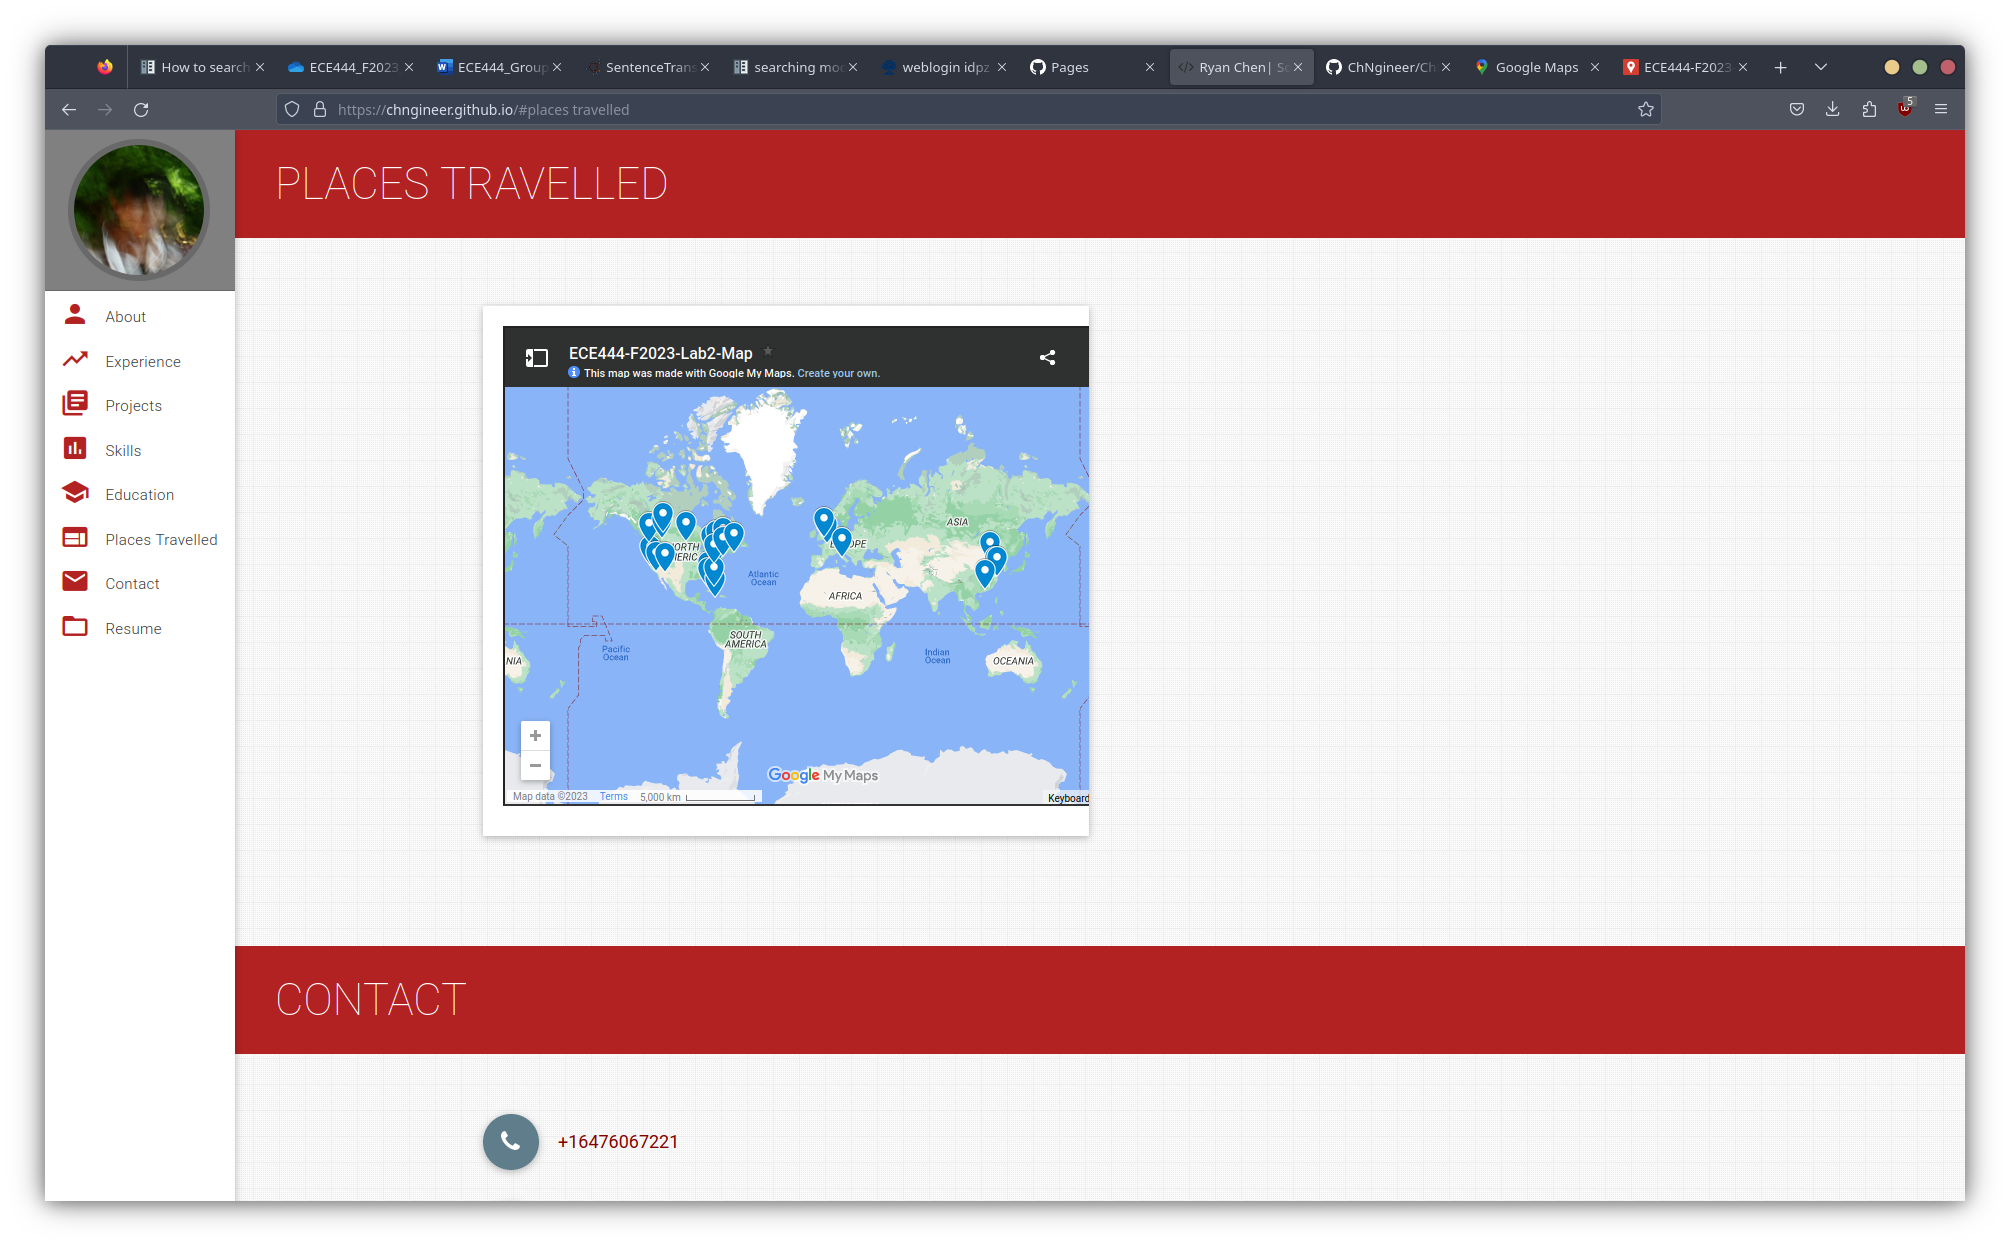 How to search
ECE444_F2023
ECE444_Group
SentenceTrans
searching mod
weblogin idpz
Pages
Ryan Chen| S
ChNgineer/Ch
Google Maps
ECE444-F2023-
https://chngineer.github.io/#places travelled
5
PLACES TRAVELLED
About
Experience
Projects
Skills
Education
Places Travelled
Contact
Resume
ECE444-F2023-Lab2-Map
This map was made with Google My Maps. Create your own.
ASIA
NORTH
AMERICA
EUROPE
Atlantic
Ocean
AFRICA
SOUTH
AMERICA
Pacific
Ocean
Indian
Ocean
NIA
OCEANIA
Google My Maps
Map data ©2023 Terms 5,000 km
Keyboard
CONTACT
+16476067221